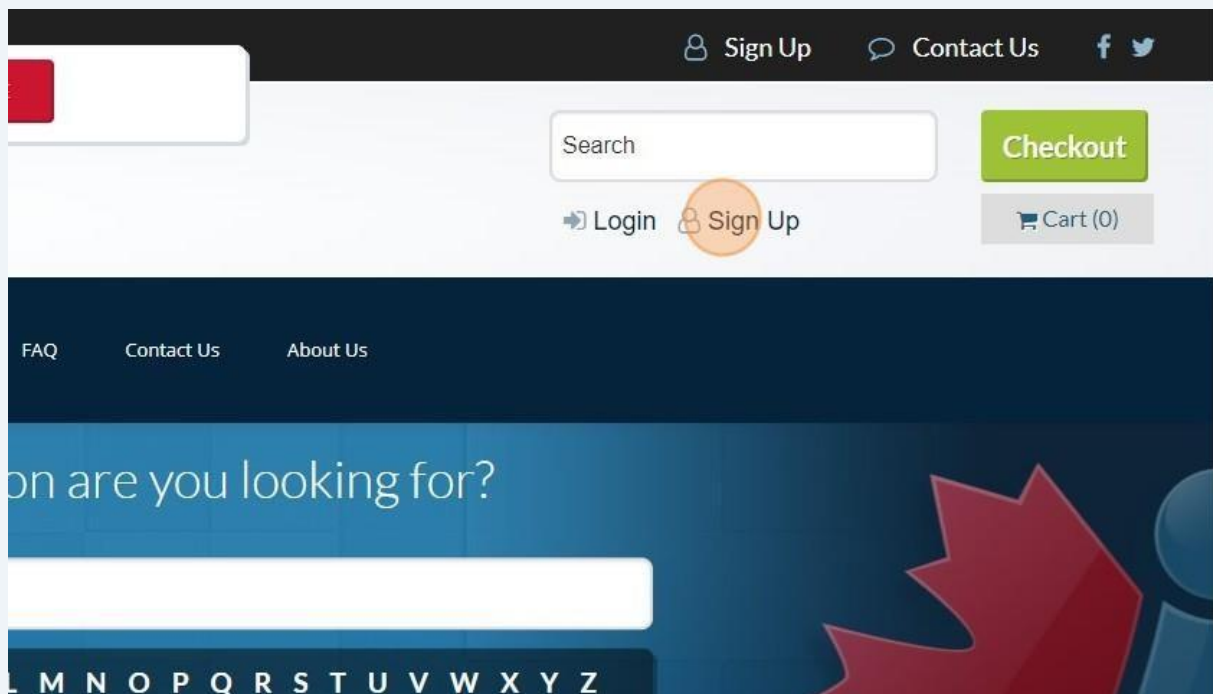 Sign Up Contact Us
Search Checkout
Login Sign Up Cart (0)
FAQ Contact Us About Us
on are you looking for?
M N O P Q R S T U V W X Y Z